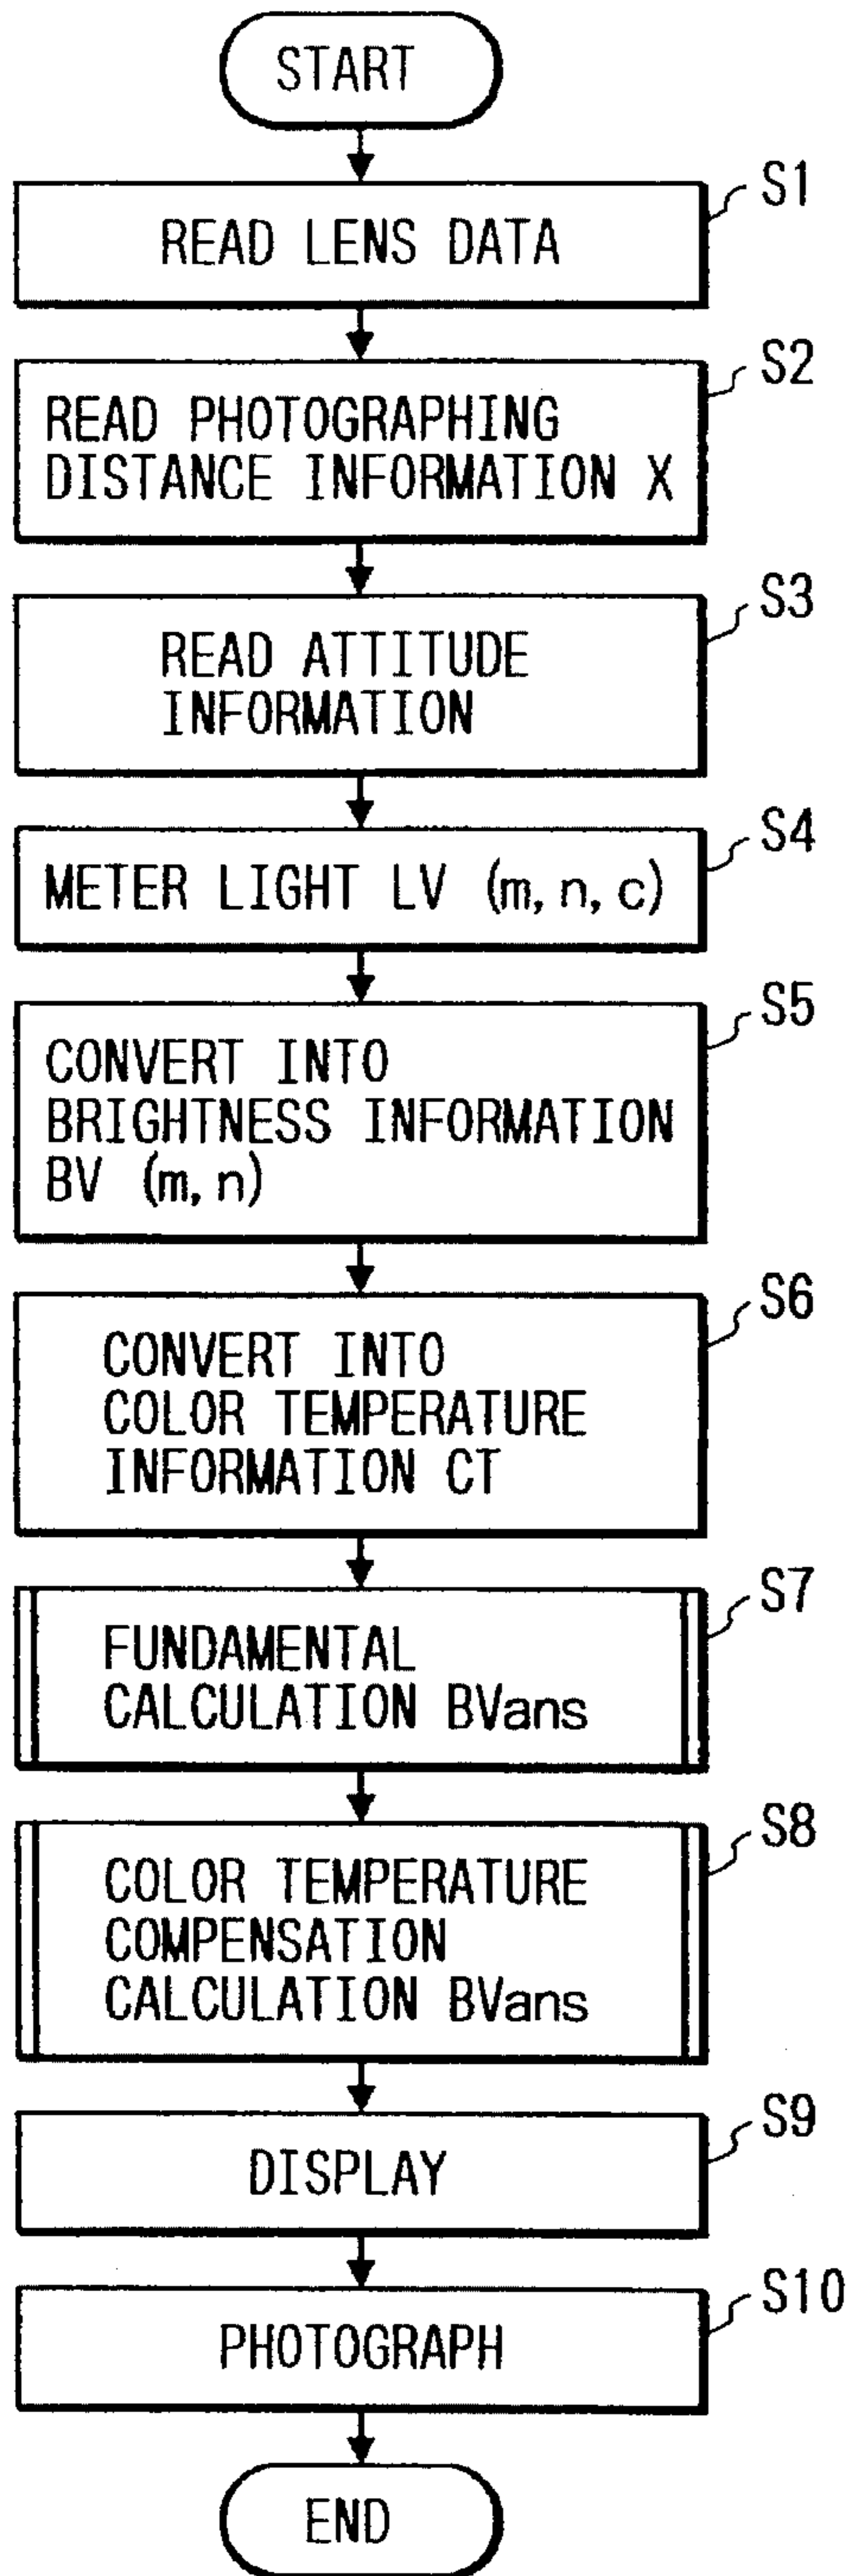 START
S1
READ LENS DATA
S2
READ PHOTOGRAPHING
DISTANCE INFORMATION X
S3
READ ATTITUDE
INFORMATION
S4
METER LIGHT LV (m, n, c)
S5
CONVERT INTO
BRIGHTNESS INFORMATION
BV (m, n)
S6
CONVERT INTO
COLOR TEMPERATURE
INFORMATION CT
S7
FUNDAMENTAL
CALCULATION BVans
S8
COLOR TEMPERATURE
COMPENSATION
CALCULATION BVans
S9
DISPLAY
S10
PHOTOGRAPH
END